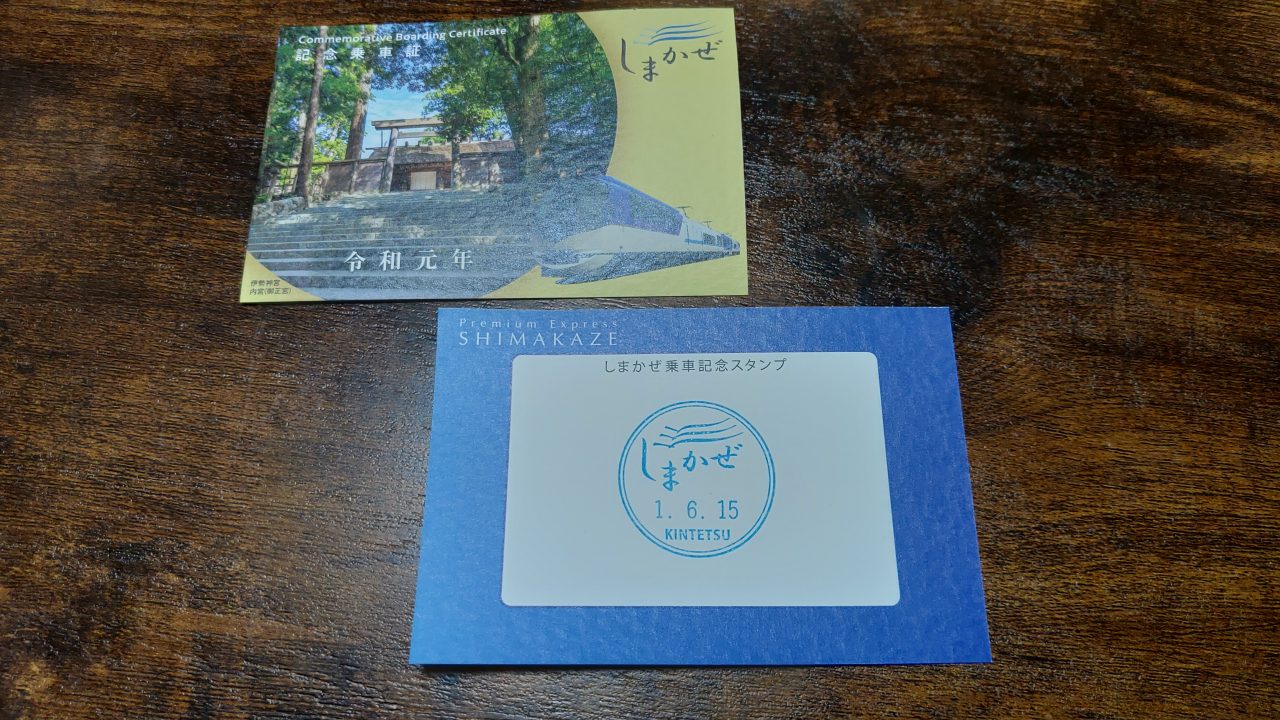 Commemorative Boarding Certificate
記念乗車証
しまかぜ
令和元年
伊勢神宮
内宮(御正宮)
Premium Express
SHIMAKAZE
しまかぜ乗車記念スタンプ
しまかぜ
1. 6. 15
KINTETSU